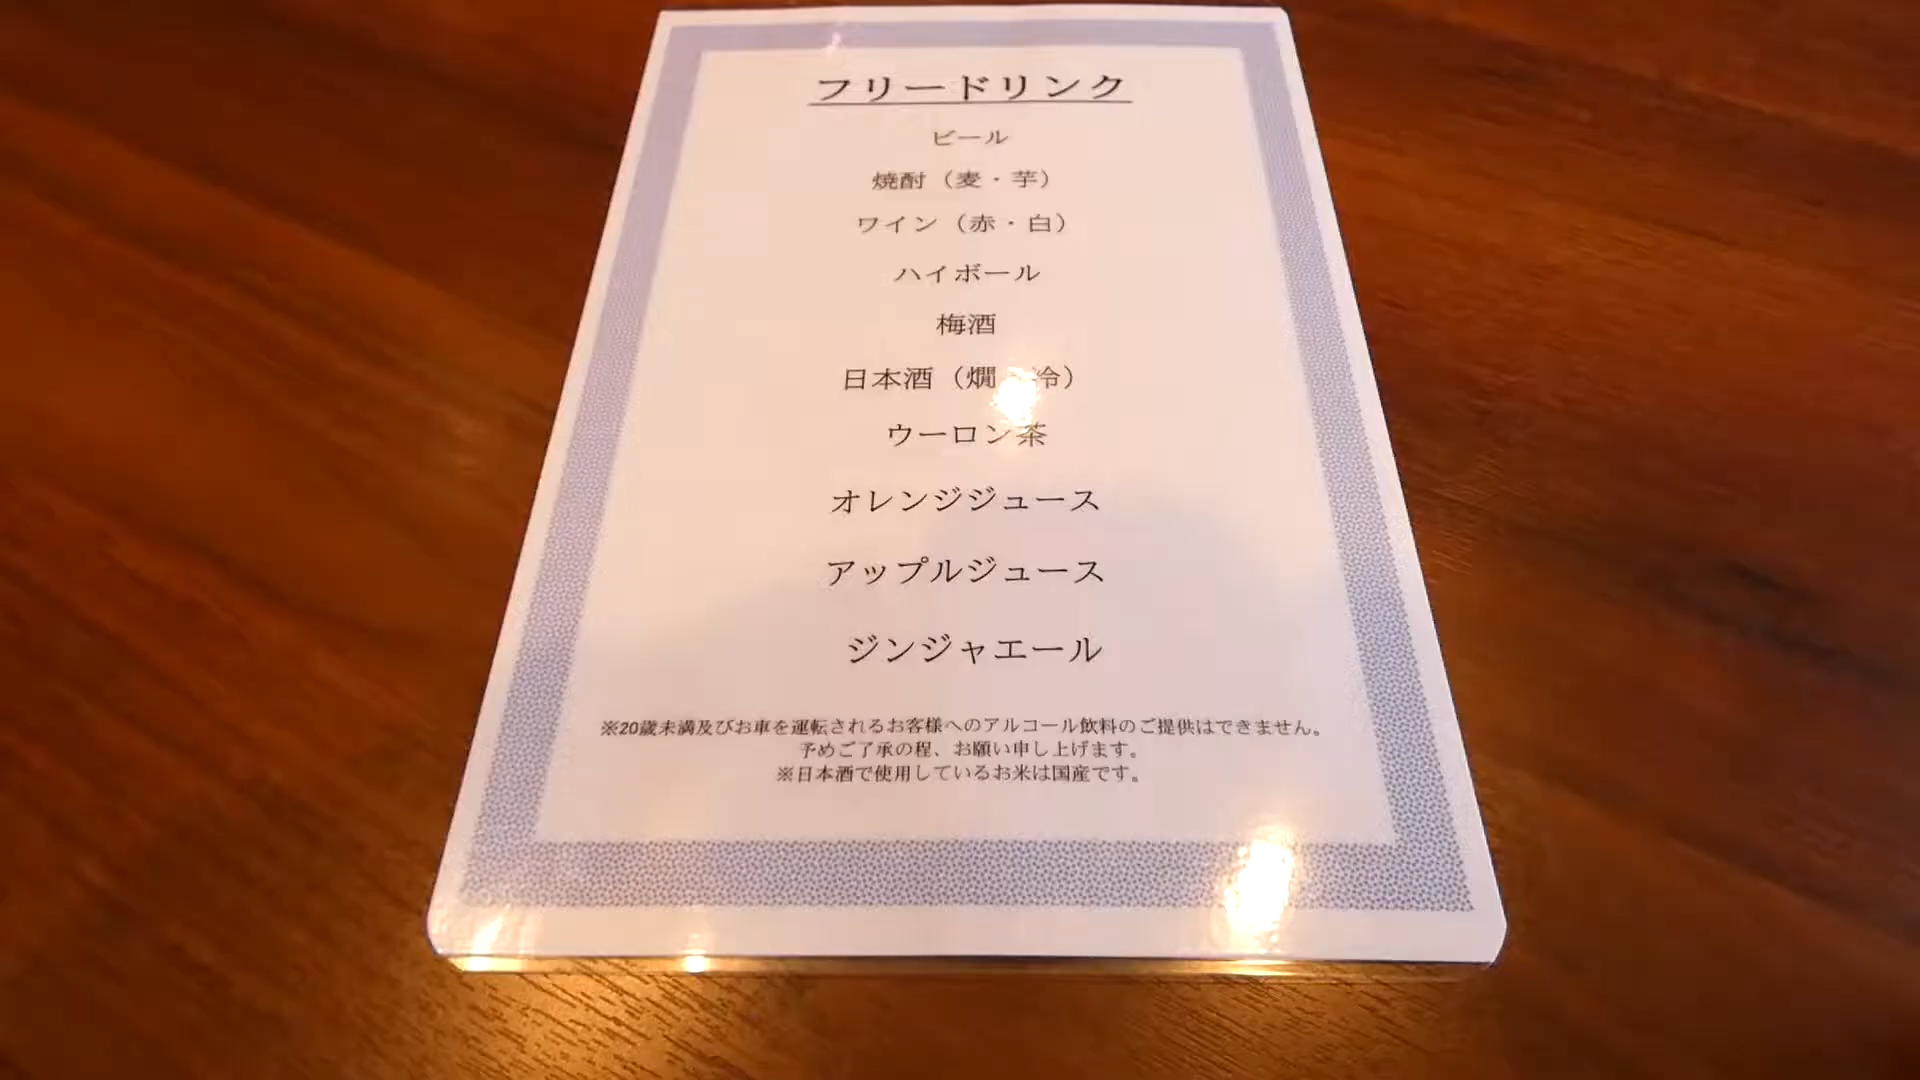 フリードリンク
ビール
焼酎（麦・芋）
ワイン（赤・白）
ハイボール
梅酒
日本酒（燗・冷）
ウーロン茶
オレンジジュース
アップルジュース
ジンジャエール
※20歳未満及びお車を運転されるお客様へのアルコール飲料のご提供はできません。
予めご了承の程、お願い申し上げます。
※日本酒で使用しているお米は国産です。